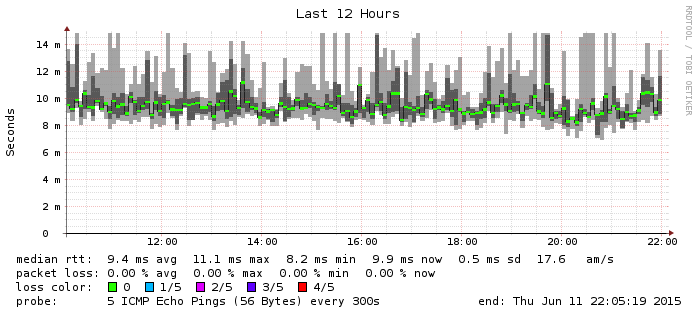 Last 12 Hours
RRDTOOL / TOBI OETIKER
Seconds
14 m
12 m
10 m
8 m
6 m
4 m
2 m
0
12:00 14:00 16:00 18:00 20:00 22:00
median rtt: 9.4 ms avg 11.1 ms max 8.2 ms min 9.9 ms now 0.5 ms sd 17.6 am/s
packet loss: 0.00 % avg 0.00 % max 0.00 % min 0.00 % now
loss color: 0 1/5 2/5 3/5 4/5
probe: 5 ICMP Echo Pings (56 Bytes) every 300s end: Thu Jun 11 22:05:19 2015